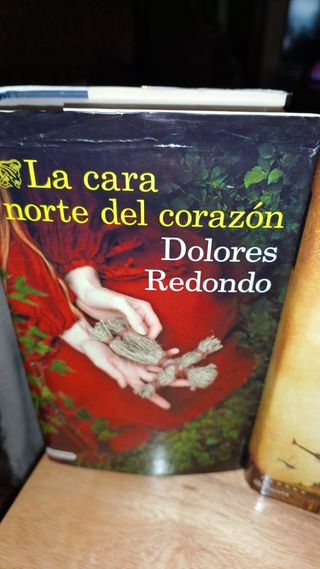 La cara
norte del corazón
Dolores
Redondo